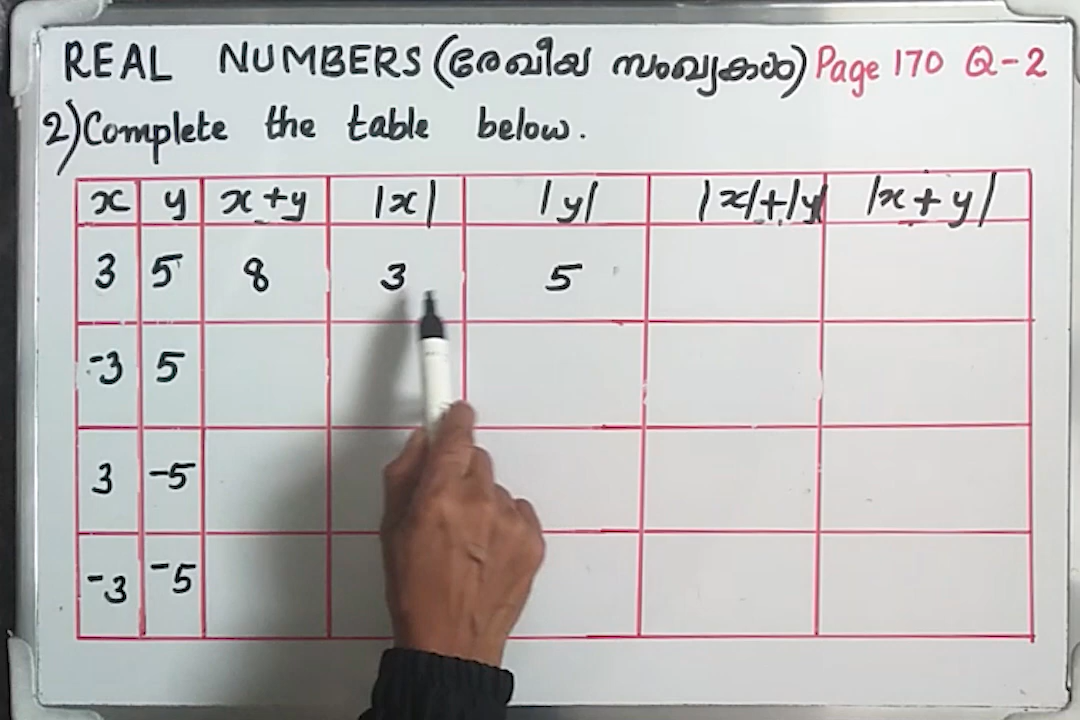 REAL NUMBERS (രേഖീയ സംഖ്യകൾ) Page 170 Q-2
2) Complete the table below.
x y x+y |x| |y| |x|+|y| |x+y|
3 5 8 3 5
-3 5
3 -5
-3 -5